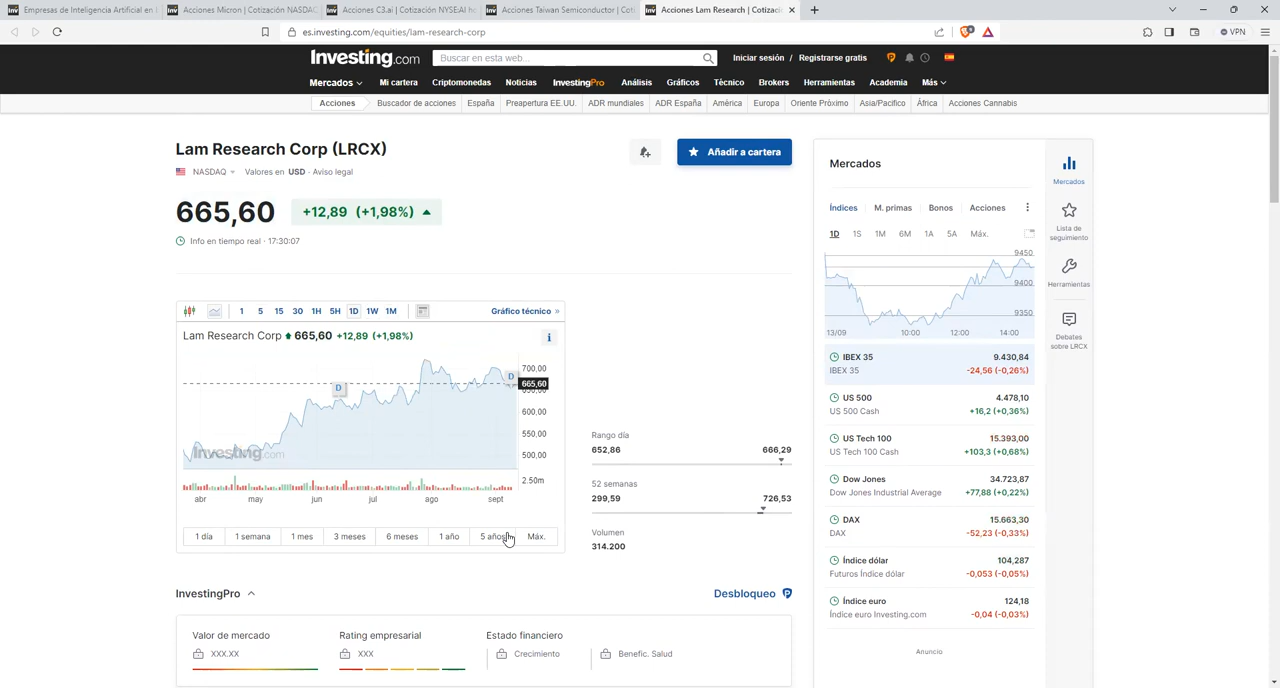 Empresas de Inteligencia Artificial en
Acciones Micron | Cotización NASDAQ
Acciones C3.ai | Cotización NYSE:AI ho
Acciones Taiwan Semiconductor | Coti
Acciones Lam Research | Cotizació
es.investing.com/equities/lam-research-corp
VPN
Investing.com
Buscar en esta web...
Iniciar sesión / Registrarse gratis
Mercados
Mi cartera
Criptomonedas
Noticias
InvestingPro
Análisis
Gráficos
Técnico
Brokers
Herramientas
Academia
Más
Acciones
Buscador de acciones
España
Preapertura EE.UU.
ADR mundiales
ADR España
América
Europa
Oriente Próximo
Asia/Pacífico
África
Acciones Cannabis
Lam Research Corp (LRCX)
NASDAQ
Valores en USD · Aviso legal
Añadir a cartera
665,60
+12,89 (+1,98%)
Info en tiempo real · 17:30:07
1
5
15
30
1H
5H
1D
1W
1M
Gráfico técnico »
Lam Research Corp 665,60 +12,89 (+1,98%)
i
700,00
D
665,60
650,00
D
600,00
550,00
500,00
Investing.com
2.50m
abr
may
jun
jul
ago
sept
1 día
1 semana
1 mes
3 meses
6 meses
1 año
5 años
Máx.
Rango día
652,86
666,29
52 semanas
299,59
726,53
Volumen
314.200
InvestingPro
Desbloqueo
Valor de mercado
XXX.XX
Rating empresarial
XXX
Estado financiero
Crecimiento
Benefic. Salud
Mercados
Índices
M. primas
Bonos
Acciones
1D
1S
1M
6M
1A
5A
Máx.
9450
9400
9350
13/09
10:00
12:00
14:00
IBEX 35
9.430,84
IBEX 35
-24,56 (-0,26%)
US 500
4.478,10
US 500 Cash
+16,2 (+0,36%)
US Tech 100
15.393,00
US Tech 100 Cash
+103,3 (+0,68%)
Dow Jones
34.723,87
Dow Jones Industrial Average
+77,88 (+0,22%)
DAX
15.663,30
DAX
-52,23 (-0,33%)
Índice dólar
104,287
Futuros Índice dólar
-0,053 (-0,05%)
Índice euro
124,18
Índice euro Investing.com
-0,04 (-0,03%)
Anuncio
Mercados
Lista de
seguimiento
Herramientas
Debates
sobre LRCX